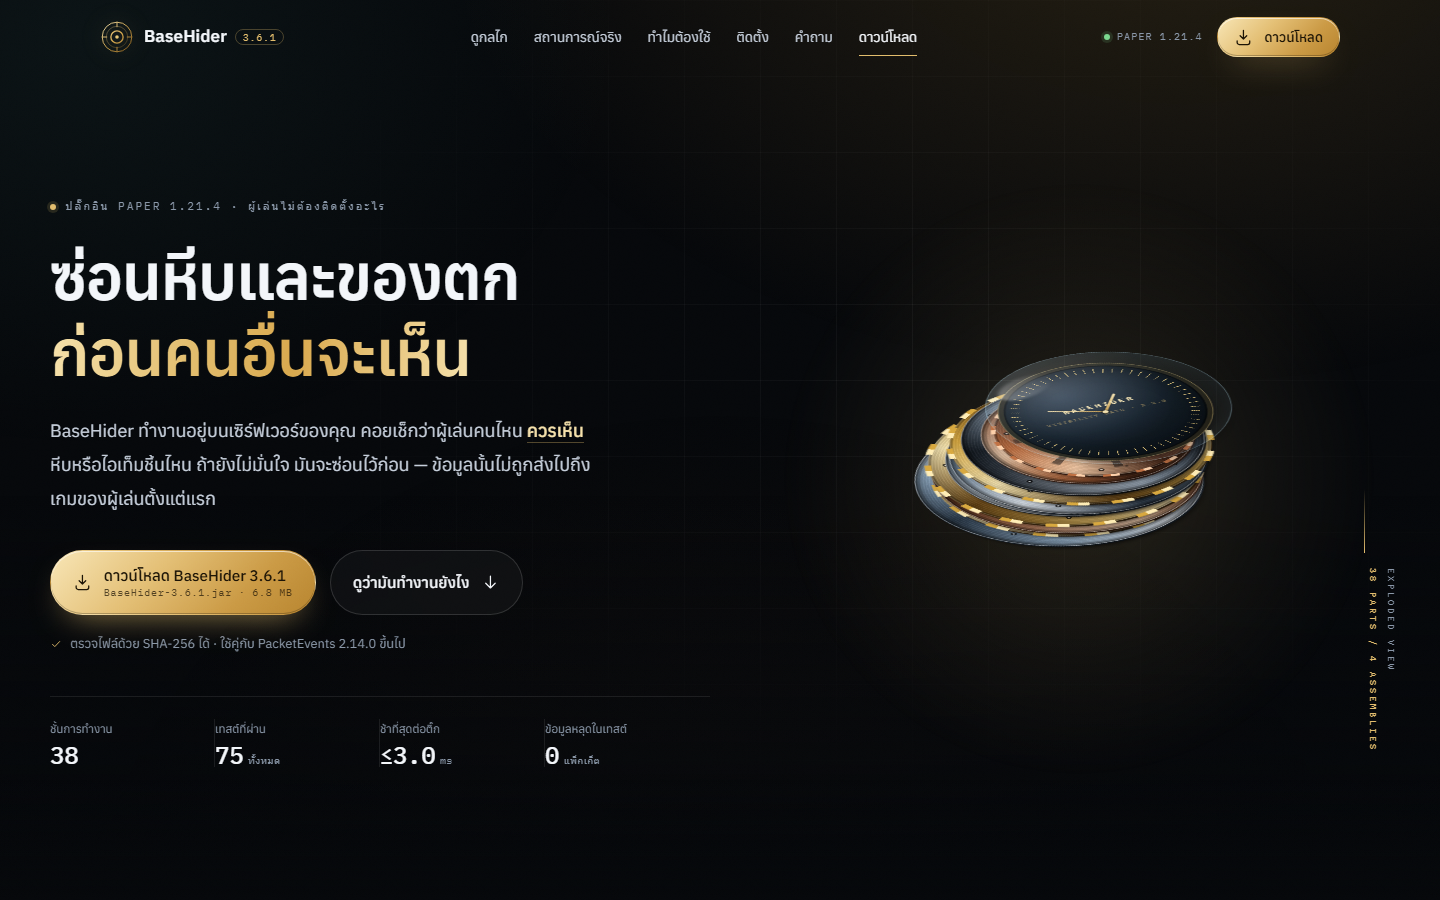 BaseHider 3.6.1
ดูกลไก สถานการณ์จริง ทำไมต้องใช้ ติดตั้ง คำถาม ดาวน์โหลด
PAPER 1.21.4
ดาวน์โหลด
ปลั๊กอิน PAPER 1.21.4 · ผู้เล่นไม่ต้องติดตั้งอะไร
ซ่อนหีบและของตก
ก่อนคนอื่นจะเห็น
BaseHider ทำงานอยู่บนเซิร์ฟเวอร์ของคุณ คอยเช็กว่าผู้เล่นคนไหน ควรเห็น
หีบหรือไอเท็มชิ้นไหน ถ้ายังไม่มั่นใจ มันจะซ่อนไว้ก่อน — ข้อมูลนั้นไม่ถูกส่งไปถึง
เกมของผู้เล่นตั้งแต่แรก
ดาวน์โหลด BaseHider 3.6.1
BaseHider-3.6.1.jar · 6.8 MB
ดูว่ามันทำงานยังไง
ตรวจไฟล์ด้วย SHA-256 ได้ · ใช้คู่กับ PacketEvents 2.14.0 ขึ้นไป
ชั้นการทำงาน
38
เทสต์ที่ผ่าน
75 ทั้งหมด
ช้าที่สุดต่อติ๊ก
≤3.0 ms
ข้อมูลหลุดในเทสต์
0 แพ็กเก็ต
BASEHIDER
EXPLODED VIEW
38 PARTS / 4 ASSEMBLIES